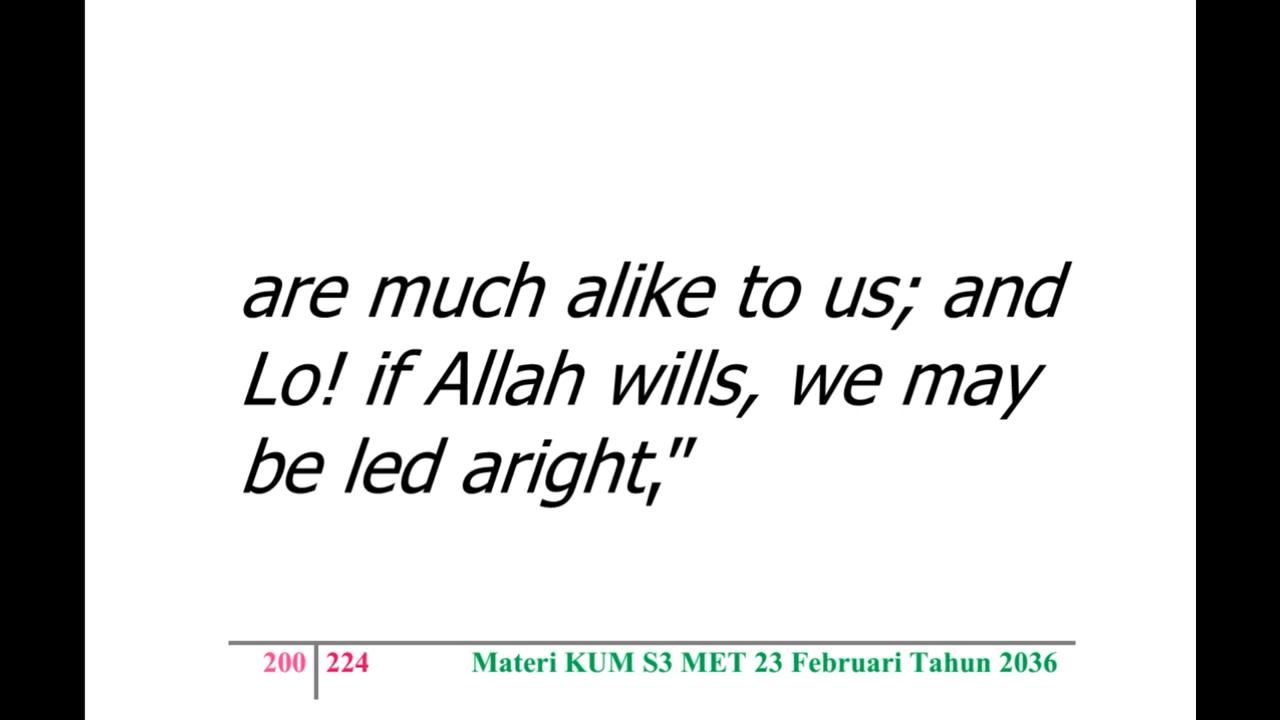 are much alike to us; and
Lo! if Allah wills, we may
be led aright,”
200 224 Materi KUM S3 MET 23 Februari Tahun 2036